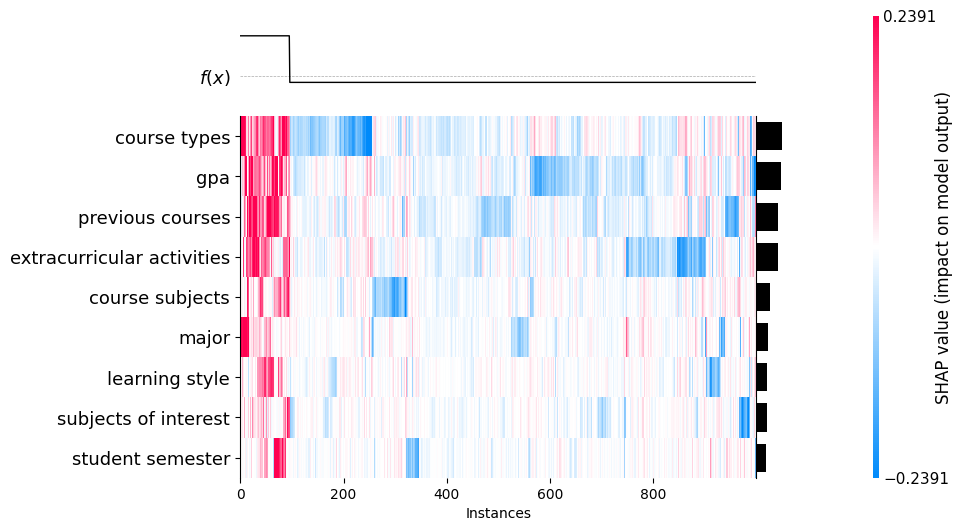 0.2391
f(x)
course types
gpa
previous courses
extracurricular activities
course subjects
major
learning style
subjects of interest
student semester
SHAP value (impact on model output)
−0.2391
0 200 400 600 800
Instances